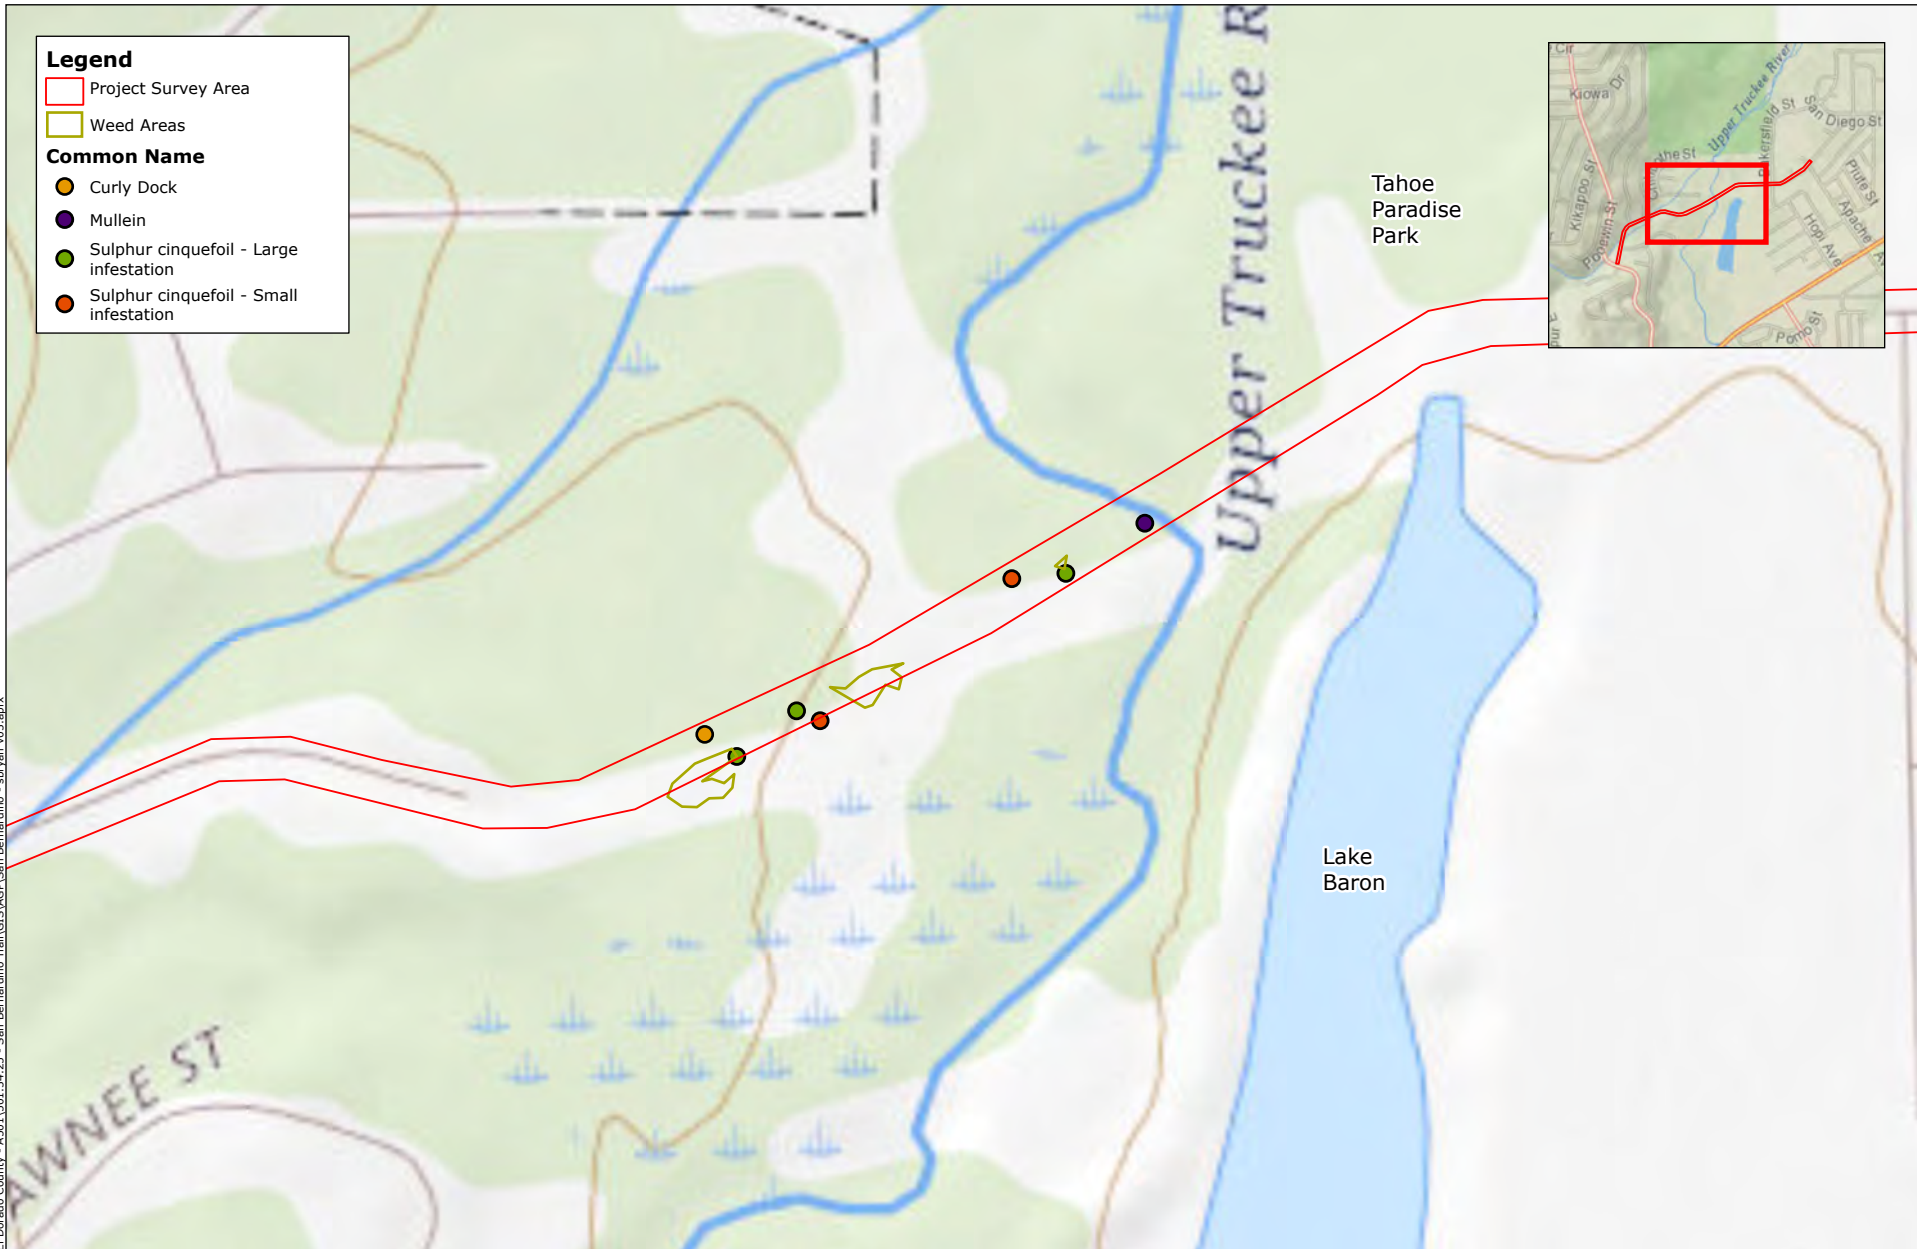 Legend
Project Survey Area
Weed Areas
Common Name
Curly Dock
Mullein
Sulphur cinquefoil - Large
infestation
Sulphur cinquefoil - Small
infestation
Upper Truckee R
Tahoe
Paradise
Park
Lake
Baron
AWNEE ST
Cir
Kiowa
Dr
Upper Truckee River
San Diego St
Kikapoo St
Piute St
Apache
Hopi Ave
Pomo St